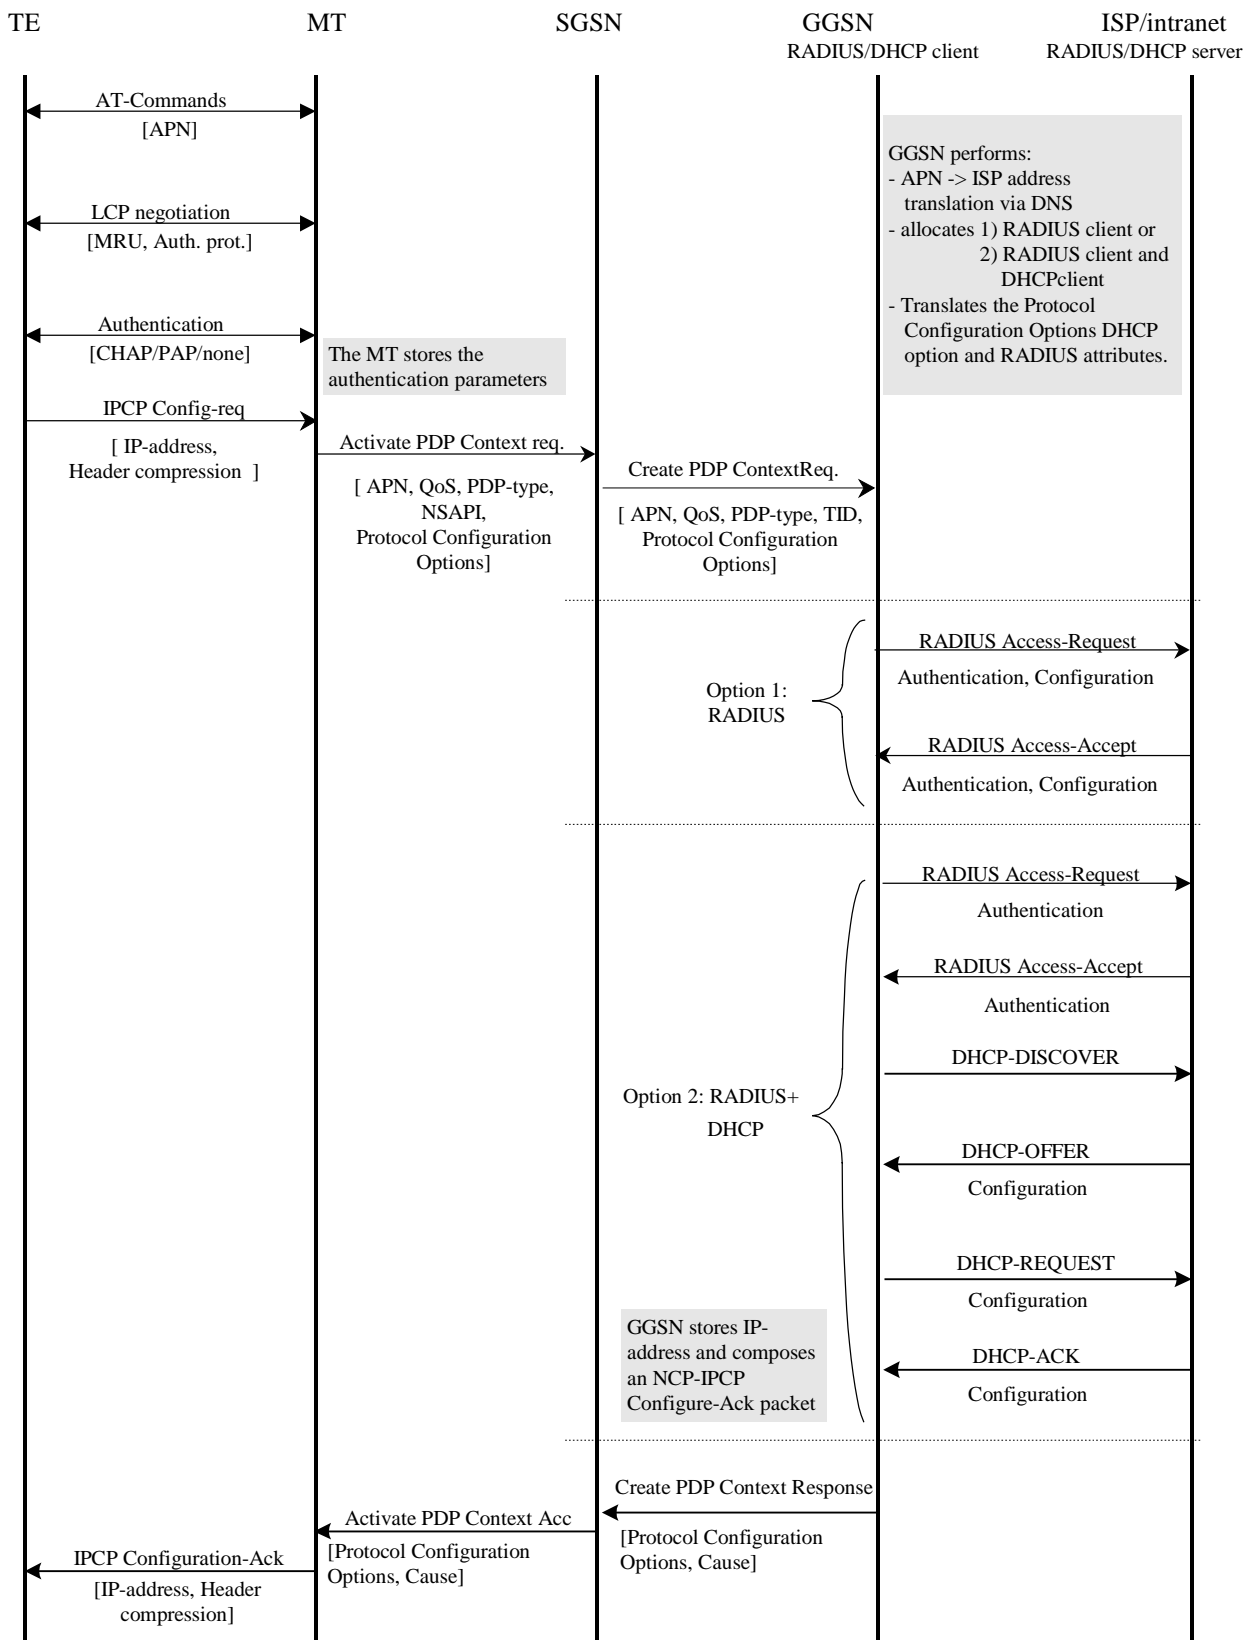 TE MT SGSN GGSN ISP/intranet
RADIUS/DHCP client RADIUS/DHCP server
AT-Commands
[APN]
GGSN performs:
- APN -> ISP address
translation via DNS
- allocates 1) RADIUS client or
2) RADIUS client and
DHCPclient
- Translates the Protocol
Configuration Options DHCP
option and RADIUS attributes.
LCP negotiation
[MRU, Auth. prot.]
Authentication
[CHAP/PAP/none]
The MT stores the
authentication parameters
IPCP Config-req
[ IP-address,
Header compression ]
Activate PDP Context req.
[ APN, QoS, PDP-type,
NSAPI,
Protocol Configuration
Options]
Create PDP ContextReq.
[ APN, QoS, PDP-type, TID,
Protocol Configuration
Options]
Option 1:
RADIUS
RADIUS Access-Request
Authentication, Configuration
RADIUS Access-Accept
Authentication, Configuration
Option 2: RADIUS+
DHCP
RADIUS Access-Request
Authentication
RADIUS Access-Accept
Authentication
DHCP-DISCOVER
DHCP-OFFER
Configuration
DHCP-REQUEST
Configuration
DHCP-ACK
Configuration
GGSN stores IP-
address and composes
an NCP-IPCP
Configure-Ack packet
Create PDP Context Response
[Protocol Configuration
Options, Cause]
Activate PDP Context Acc
[Protocol Configuration
Options, Cause]
IPCP Configuration-Ack
[IP-address, Header
compression]